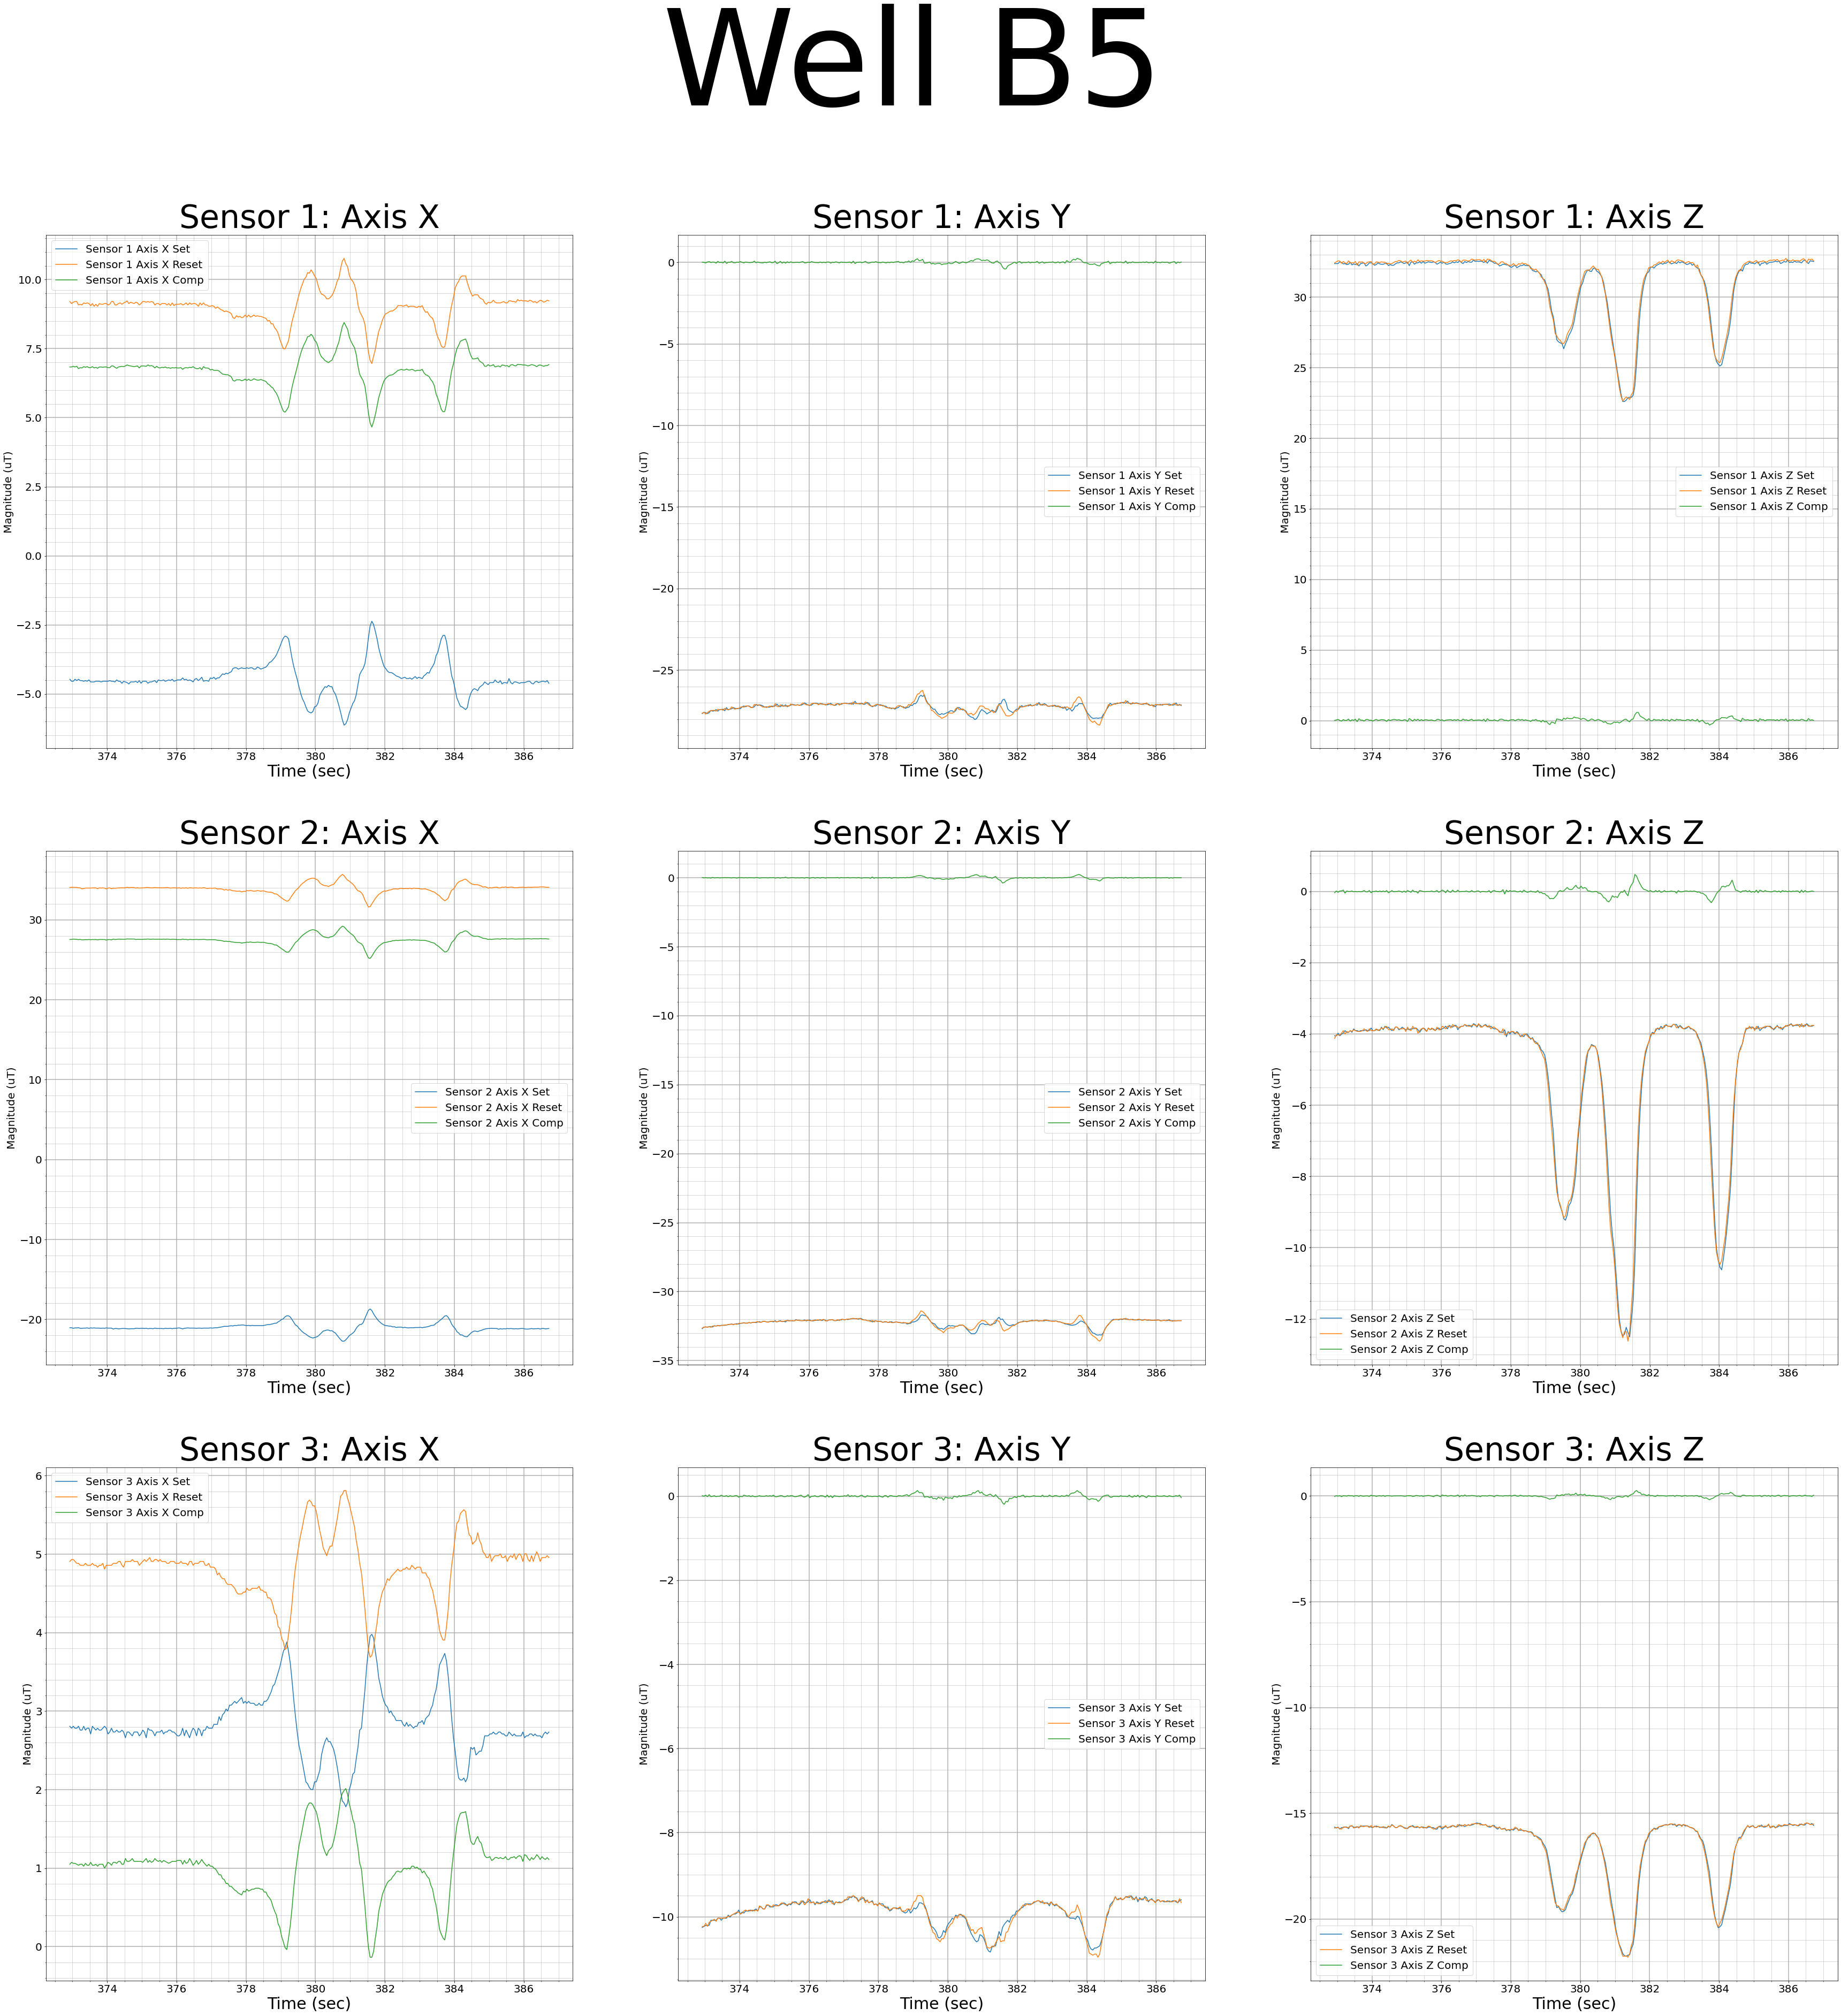 Well B5
Sensor 1: Axis X
Sensor 1 Axis X Set
Sensor 1 Axis X Reset
Sensor 1 Axis X Comp
10.0
7.5
5.0
2.5
0.0
−2.5
−5.0
Magnitude (uT)
374 376 378 380 382 384 386
Time (sec)
Sensor 1: Axis Y
0
−5
−10
−15
−20
−25
Magnitude (uT)
Sensor 1 Axis Y Set
Sensor 1 Axis Y Reset
Sensor 1 Axis Y Comp
374 376 378 380 382 384 386
Time (sec)
Sensor 1: Axis Z
30
25
20
15
10
5
0
Magnitude (uT)
Sensor 1 Axis Z Set
Sensor 1 Axis Z Reset
Sensor 1 Axis Z Comp
374 376 378 380 382 384 386
Time (sec)
Sensor 2: Axis X
30
20
10
0
−10
−20
Magnitude (uT)
Sensor 2 Axis X Set
Sensor 2 Axis X Reset
Sensor 2 Axis X Comp
374 376 378 380 382 384 386
Time (sec)
Sensor 2: Axis Y
0
−5
−10
−15
−20
−25
−30
−35
Magnitude (uT)
Sensor 2 Axis Y Set
Sensor 2 Axis Y Reset
Sensor 2 Axis Y Comp
374 376 378 380 382 384 386
Time (sec)
Sensor 2: Axis Z
0
−2
−4
−6
−8
−10
−12
Magnitude (uT)
Sensor 2 Axis Z Set
Sensor 2 Axis Z Reset
Sensor 2 Axis Z Comp
374 376 378 380 382 384 386
Time (sec)
Sensor 3: Axis X
Sensor 3 Axis X Set
Sensor 3 Axis X Reset
Sensor 3 Axis X Comp
6
5
4
3
2
1
0
Magnitude (uT)
374 376 378 380 382 384 386
Time (sec)
Sensor 3: Axis Y
0
−2
−4
−6
−8
−10
Magnitude (uT)
Sensor 3 Axis Y Set
Sensor 3 Axis Y Reset
Sensor 3 Axis Y Comp
374 376 378 380 382 384 386
Time (sec)
Sensor 3: Axis Z
0
−5
−10
−15
−20
Magnitude (uT)
Sensor 3 Axis Z Set
Sensor 3 Axis Z Reset
Sensor 3 Axis Z Comp
374 376 378 380 382 384 386
Time (sec)